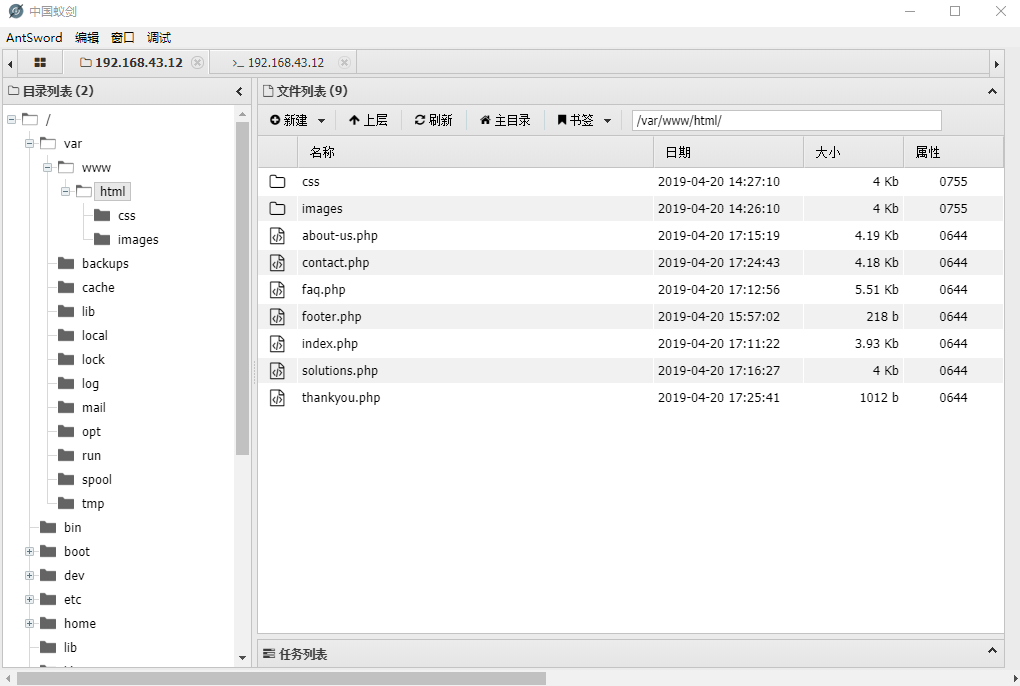 中国蚁剑
AntSword 编辑 窗口 调试
192.168.43.12 >_ 192.168.43.12
目录列表 (2)
/
var
www
html
css
images
backups
cache
lib
local
lock
log
mail
opt
run
spool
tmp
bin
boot
dev
etc
home
lib
文件列表 (9)
新建 上层 刷新 主目录 书签 /var/www/html/
名称 日期 大小 属性
css 2019-04-20 14:27:10 4 Kb 0755
images 2019-04-20 14:26:10 4 Kb 0755
about-us.php 2019-04-20 17:15:19 4.19 Kb 0644
contact.php 2019-04-20 17:24:43 4.18 Kb 0644
faq.php 2019-04-20 17:12:56 5.51 Kb 0644
footer.php 2019-04-20 15:57:02 218 b 0644
index.php 2019-04-20 17:11:22 3.93 Kb 0644
solutions.php 2019-04-20 17:16:27 4 Kb 0644
thankyou.php 2019-04-20 17:25:41 1012 b 0644
任务列表